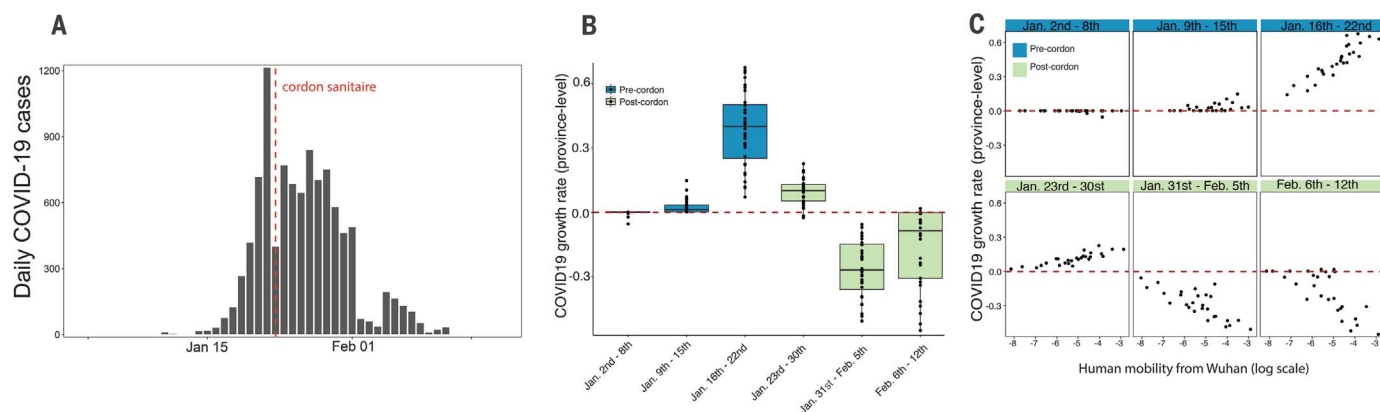 A
Daily COVID-19 cases
1200
900
600
300
0
cordon sanitaire
Jan 15
Feb 01
B
COVID19 growth rate (province-level)
0.6
0.3
0.0
-0.3
Pre-cordon
Post-cordon
Jan. 2nd - 8th
Jan. 9th - 15th
Jan. 16th - 22nd
Jan. 23rd - 30th
Jan. 31st - Feb. 5th
Feb. 6th - 12th
C
COVID19 growth rate (province-level)
Jan. 2nd - 8th
Jan. 9th - 15th
Jan. 16th - 22nd
Pre-cordon
Post-cordon
0.6
0.3
0.0
-0.3
Jan. 23rd - 30st
Jan. 31st - Feb. 5th
Feb. 6th - 12th
0.6
0.3
0.0
-0.3
-8 -7 -6 -5 -4 -3 -8 -7 -6 -5 -4 -3 -8 -7 -6 -5 -4 -3
Human mobility from Wuhan (log scale)